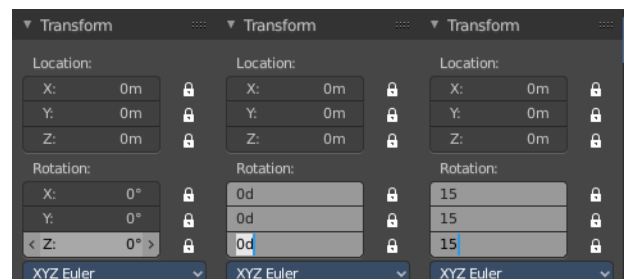 ▼ Transform ▼ Transform ▼ Transform
Location: Location: Location:
X: 0m X: 0m X: 0m
Y: 0m Y: 0m Y: 0m
Z: 0m Z: 0m Z: 0m
Rotation: Rotation: Rotation:
X: 0° 0d 15
Y: 0° 0d 15
< Z: 0° > 0d 15
XYZ Euler XYZ Euler XYZ Euler